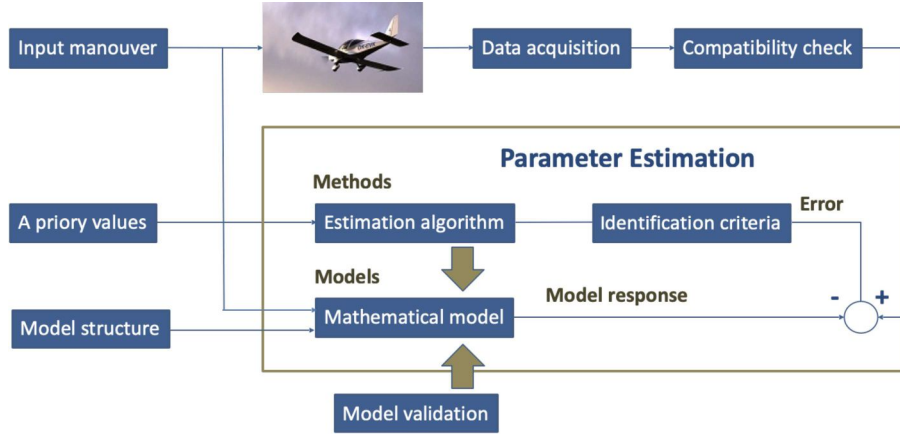 Input manouver
Data acquisition
Compatibility check
Parameter Estimation
Methods
A priory values
Estimation algorithm
Identification criteria
Error
Models
Model response
- +
Model structure
Mathematical model
Model validation